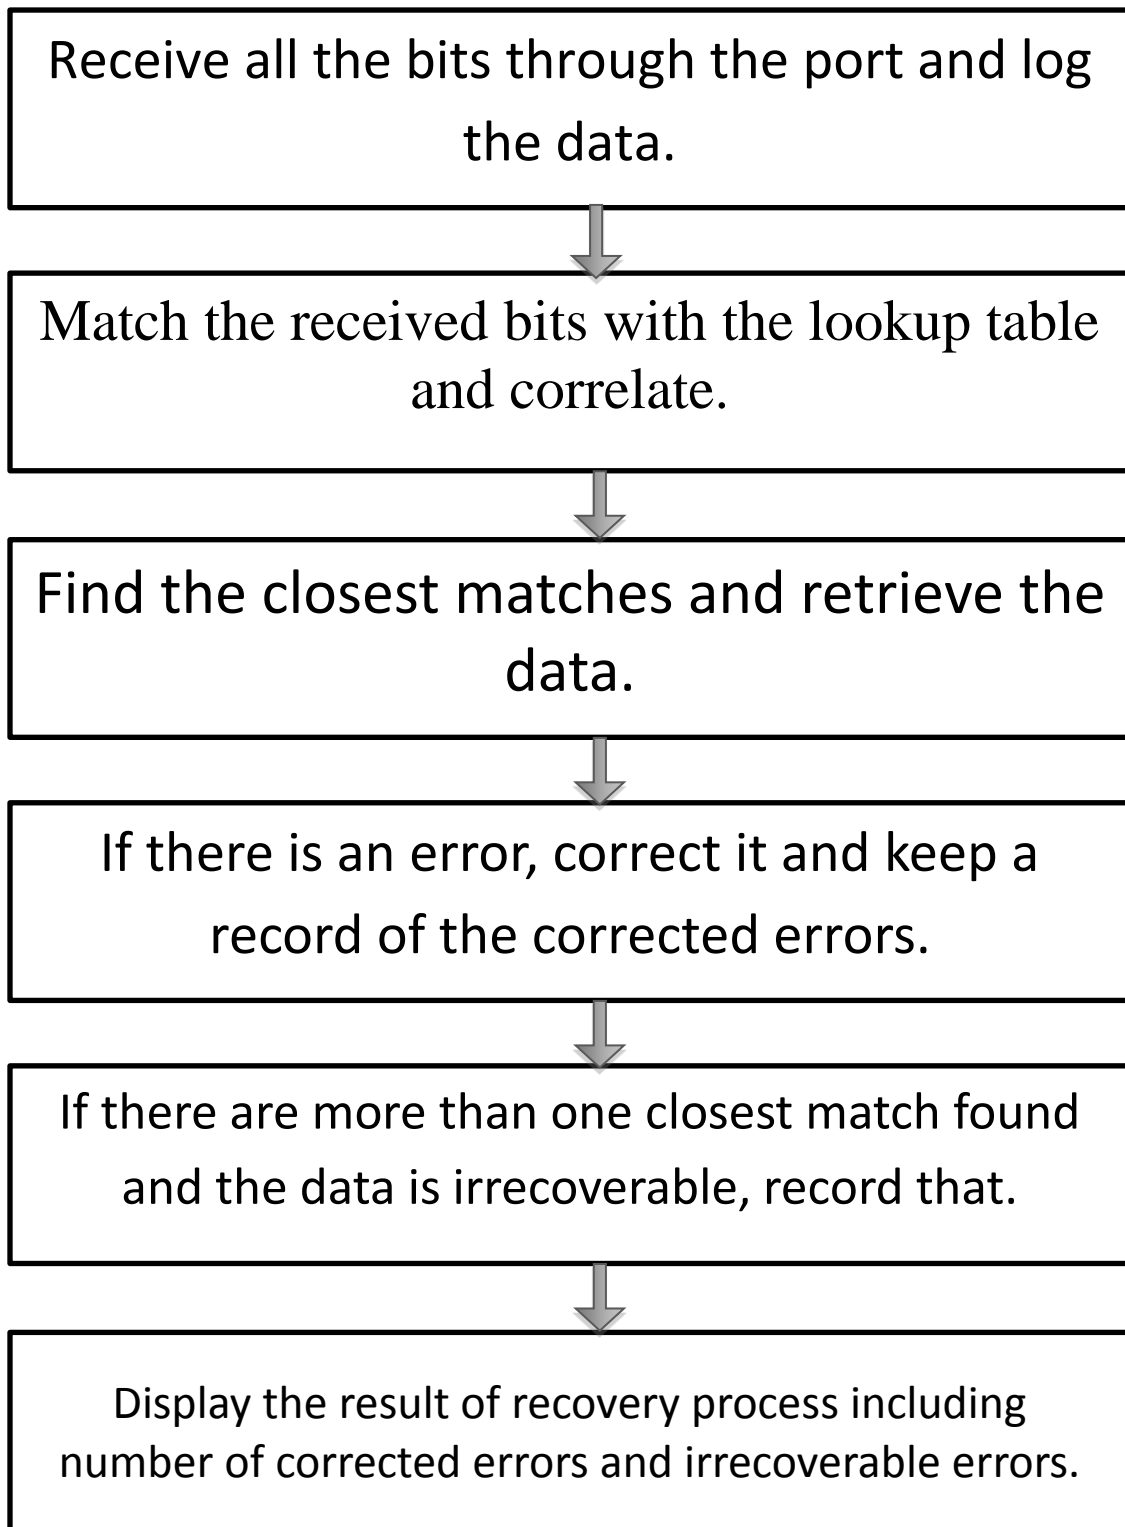 Receive all the bits through the port and log
the data.
Match the received bits with the lookup table
and correlate.
Find the closest matches and retrieve the
data.
If there is an error, correct it and keep a
record of the corrected errors.
If there are more than one closest match found
and the data is irrecoverable, record that.
Display the result of recovery process including
number of corrected errors and irrecoverable errors.